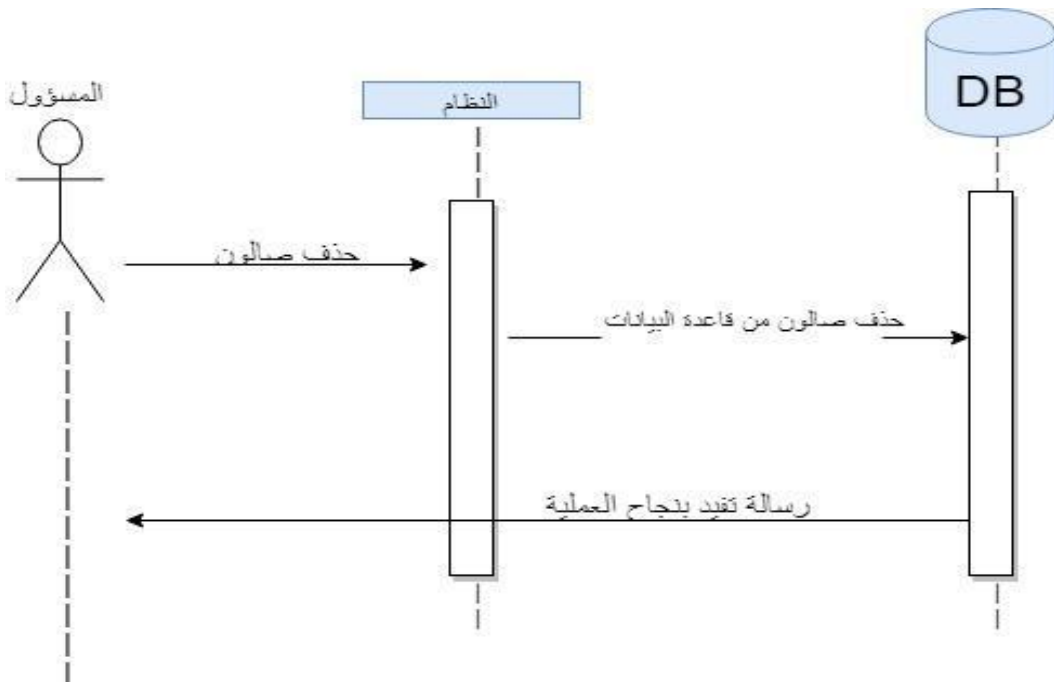 المسؤول
النظام
DB
حذف صالون
حذف صالون من قاعدة البيانات
رسالة تفيد بنجاح العملية